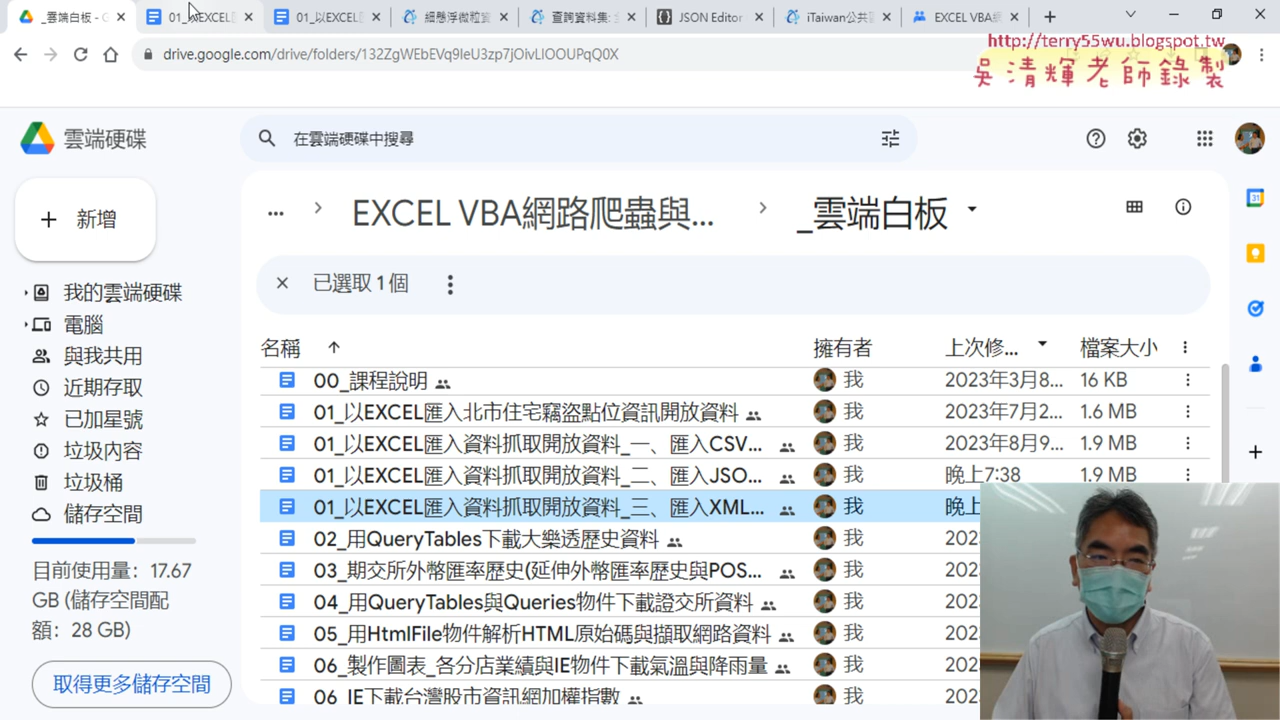 _雲端白板 - G
01_以EXCEL
01_以EXCEL
細懸浮微粒資
查詢資料集: 全
JSON Editor
iTaiwan公共
EXCEL VBA網
drive.google.com/drive/folders/132ZgWEbEVq9IeU3zp7jOivLIOOUPqQ0X
http://terry55wu.blogspot.tw
吳清輝老師錄製
雲端硬碟
在雲端硬碟中搜尋
新增
EXCEL VBA網路爬蟲與...
_雲端白板
已選取 1 個
我的雲端硬碟
電腦
與我共用
近期存取
已加星號
垃圾內容
垃圾桶
儲存空間
目前使用量: 17.67
GB (儲存空間配
額: 28 GB)
取得更多儲存空間
名稱 擁有者 上次修... 檔案大小
00_課程說明 我 2023年3月8... 16 KB
01_以EXCEL匯入北市住宅竊盜點位資訊開放資料 我 2023年7月2... 1.6 MB
01_以EXCEL匯入資料抓取開放資料_一、匯入CSV... 我 2023年8月9... 1.9 MB
01_以EXCEL匯入資料抓取開放資料_二、匯入JSO... 我 晚上7:38 1.9 MB
01_以EXCEL匯入資料抓取開放資料_三、匯入XML... 我 晚上
02_用QueryTables下載大樂透歷史資料 我 202
03_期交所外幣匯率歷史(延伸外幣匯率歷史與POS... 我 202
04_用QueryTables與Queries物件下載證交所資料 我 202
05_用HtmlFile物件解析HTML原始碼與擷取網路資料 我 202
06_製作圖表_各分店業績與IE物件下載氣溫與降雨量 我 202
06_IE下載台灣股市資訊網加權指數 我 202